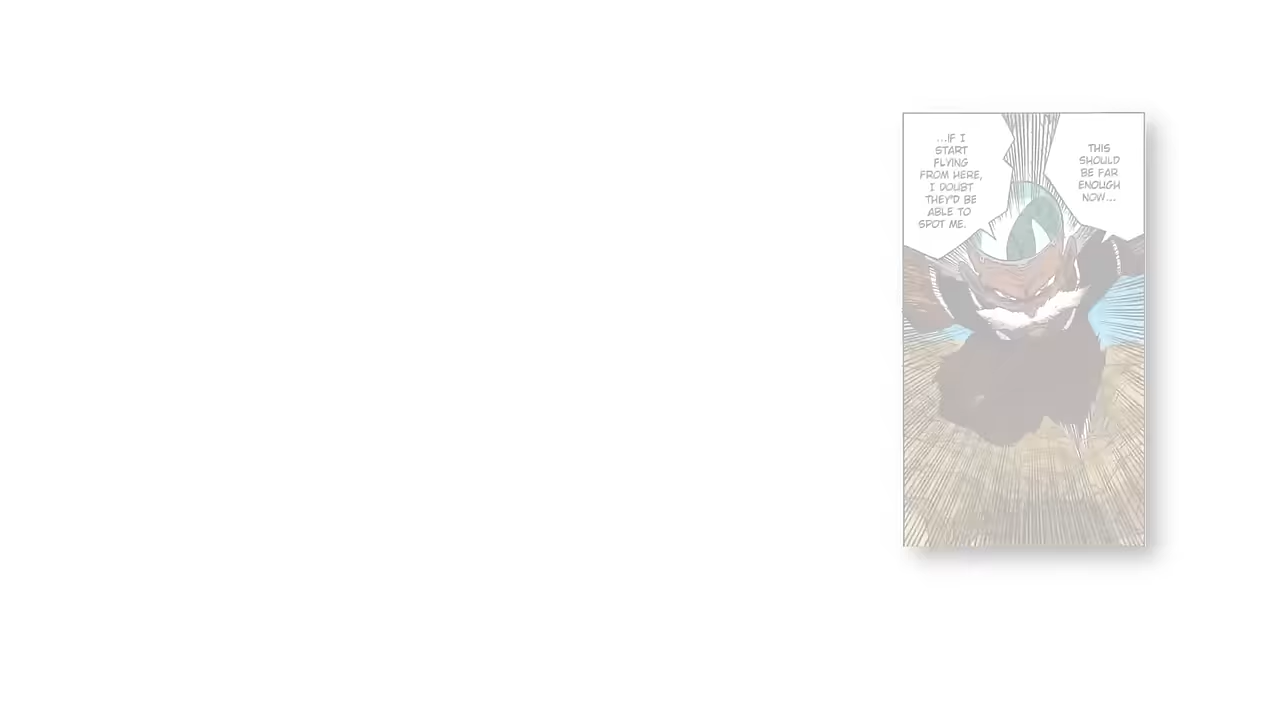 THIS
SHOULD
BE FAR
ENOUGH
NOW...
...IF I
START
FLYING
FROM HERE,
I DOUBT
THEY'D BE
ABLE TO
SPOT ME.